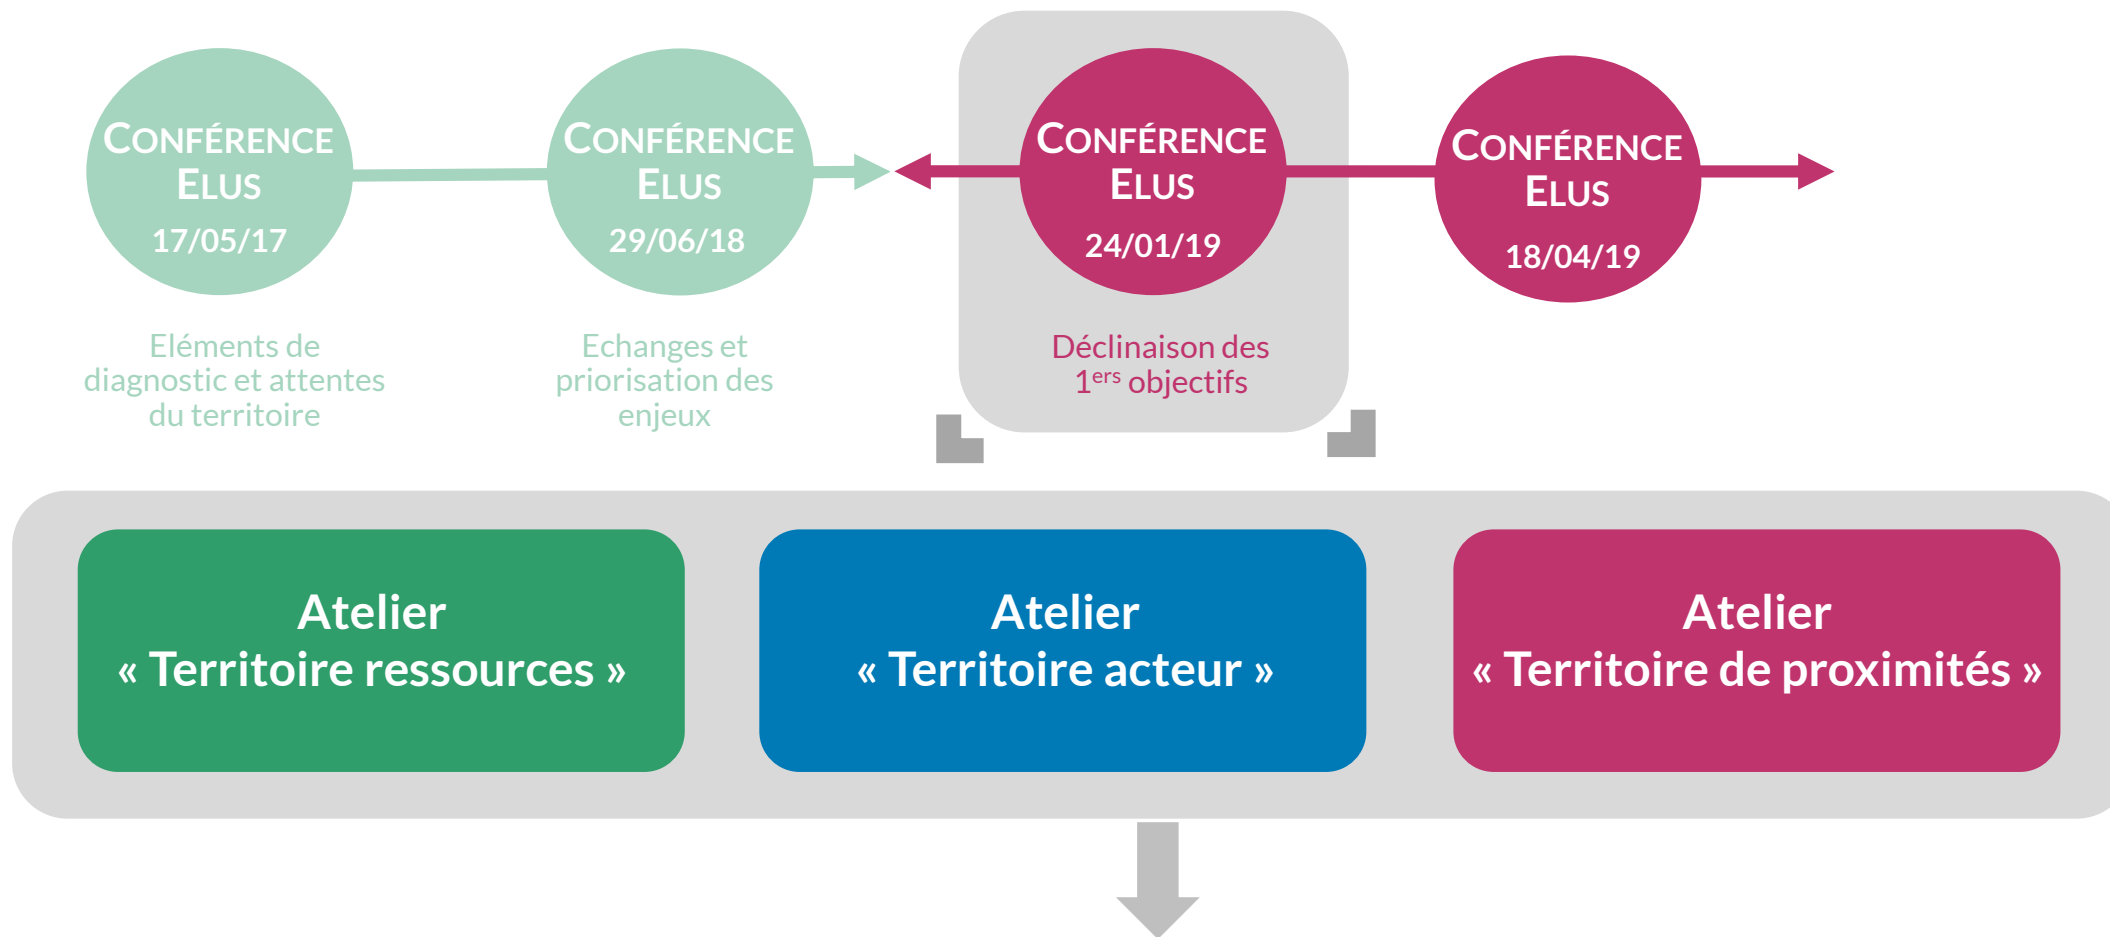 CONFÉRENCE
ELUS
17/05/17
CONFÉRENCE
ELUS
29/06/18
CONFÉRENCE
ELUS
24/01/19
CONFÉRENCE
ELUS
18/04/19
Eléments de
diagnostic et attentes
du territoire
Echanges et
priorisation des
enjeux
Déclinaison des
1ers objectifs
Atelier
« Territoire ressources »
Atelier
« Territoire acteur »
Atelier
« Territoire de proximités »